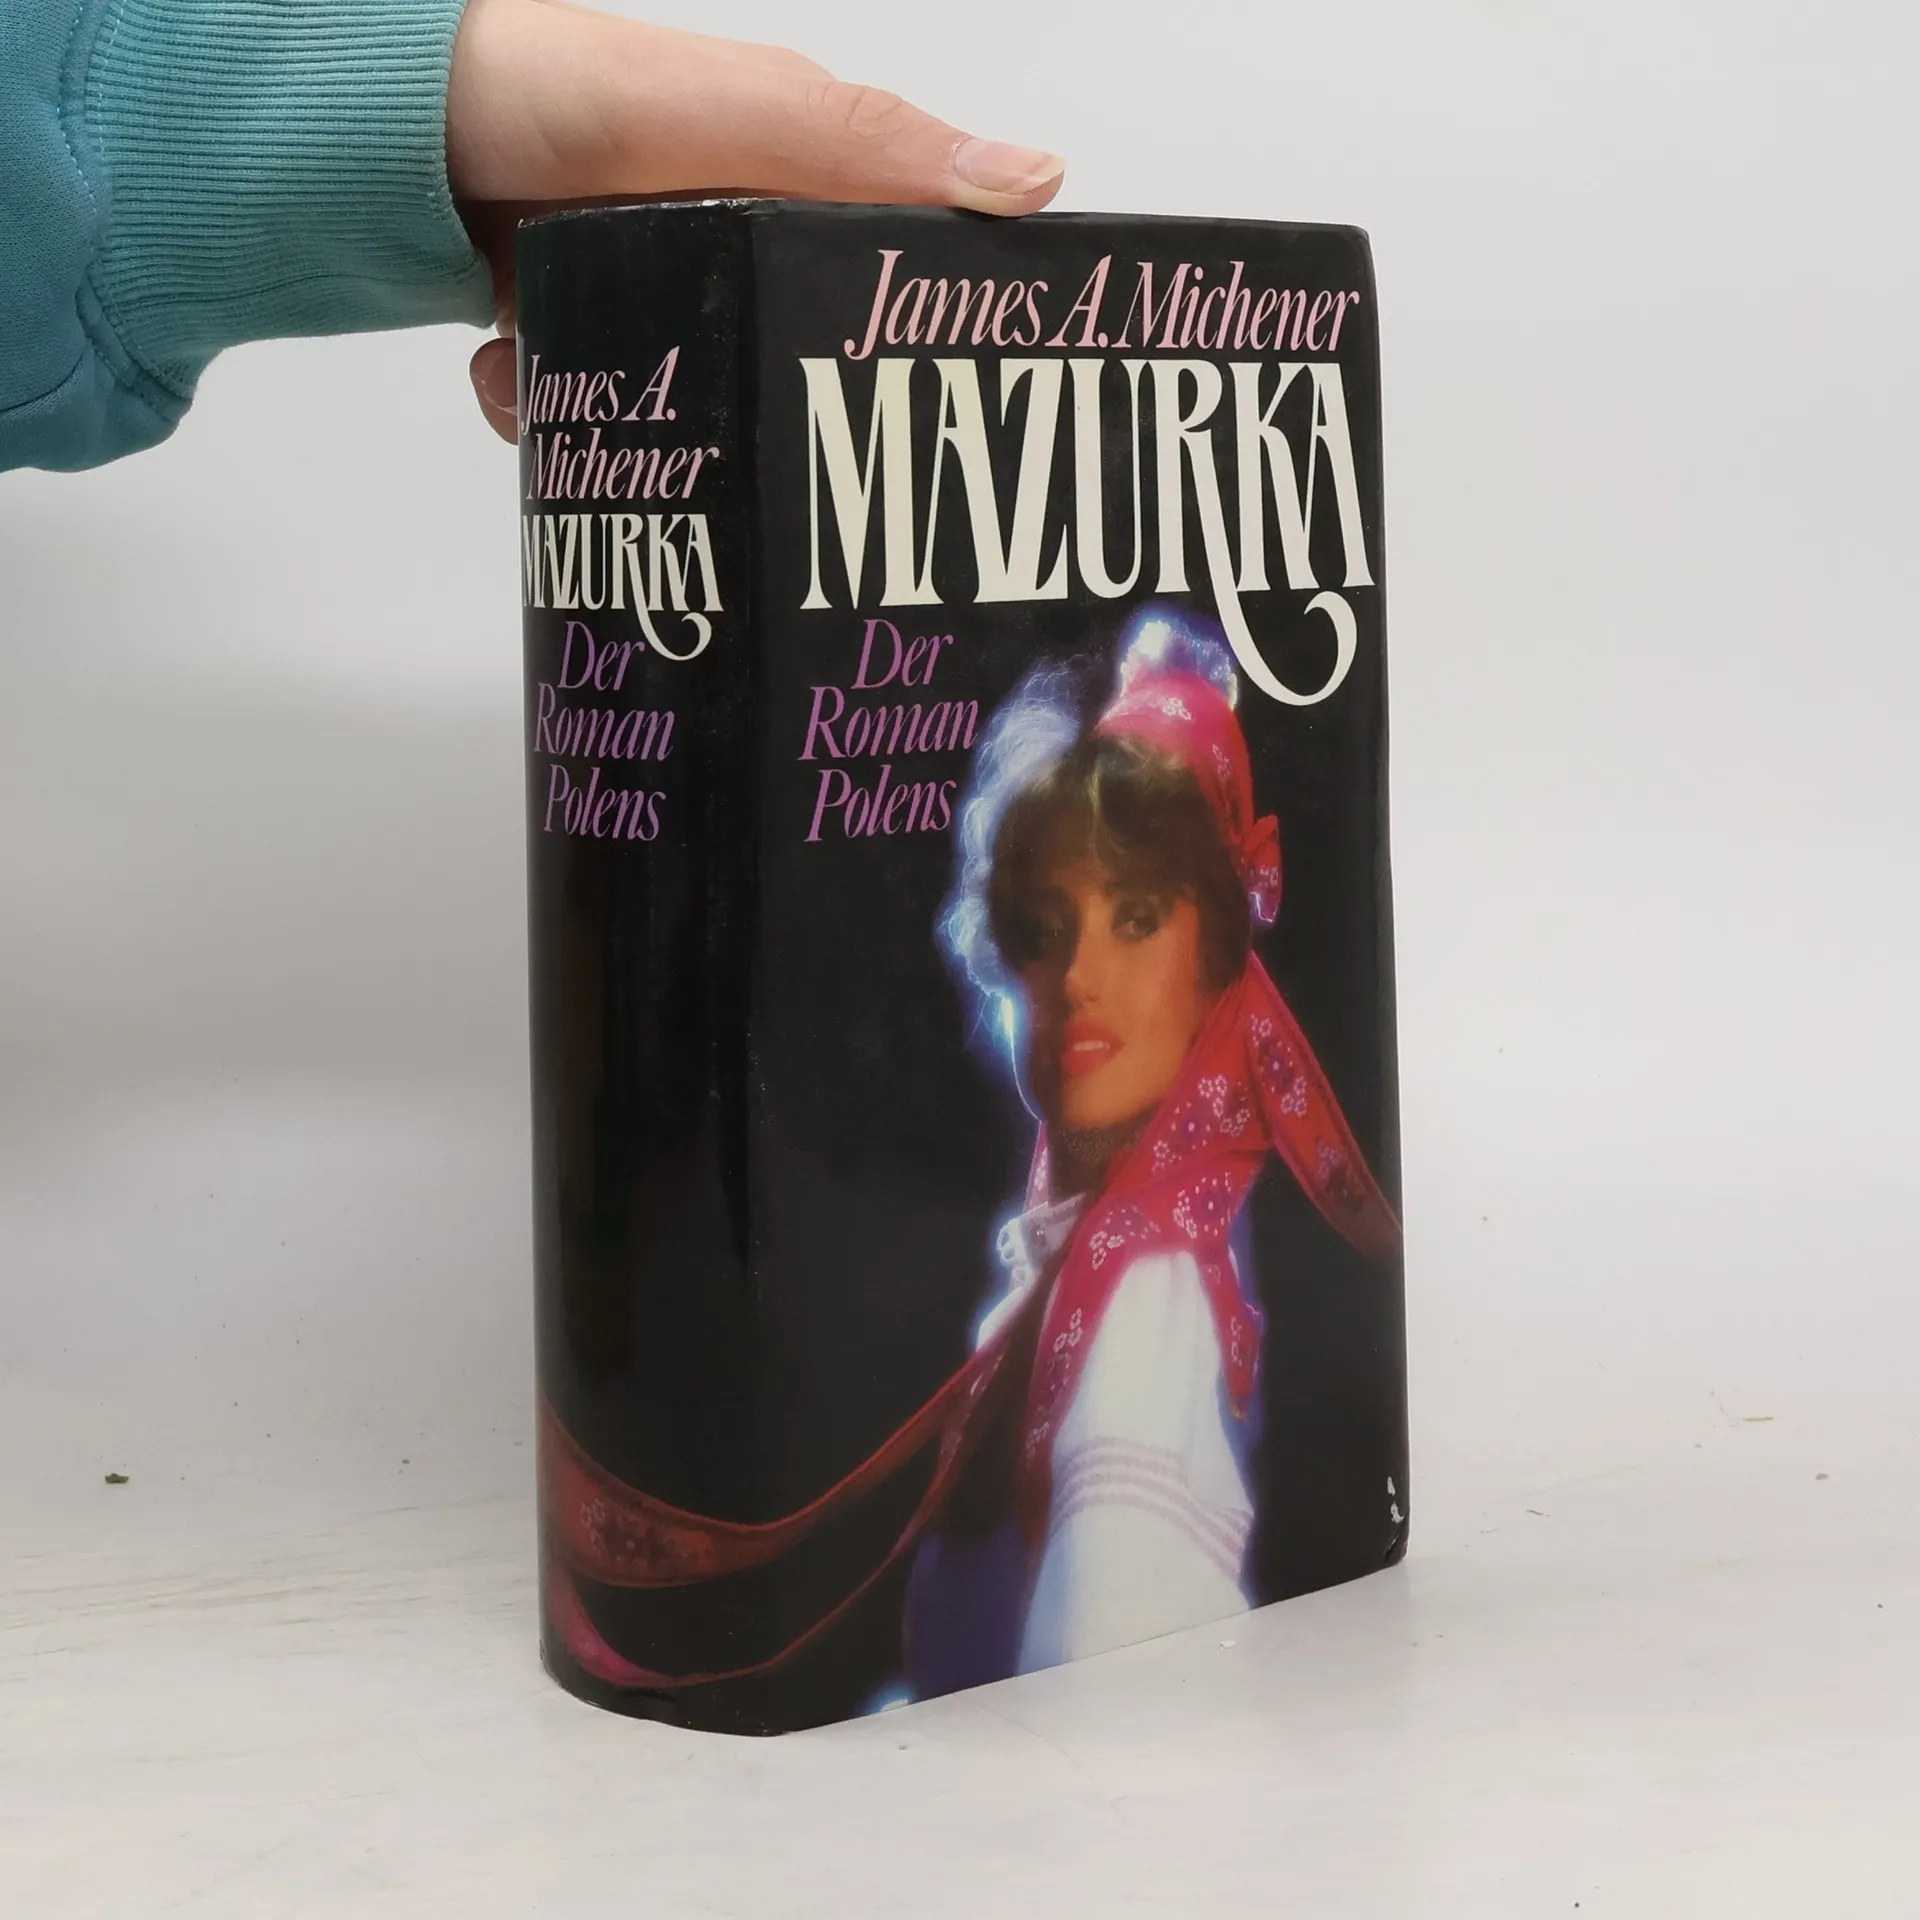 James A.
Michener
MAZURKA
Der
Roman
Polens
James A. Michener
MAZURKA
Der
Roman
Polens